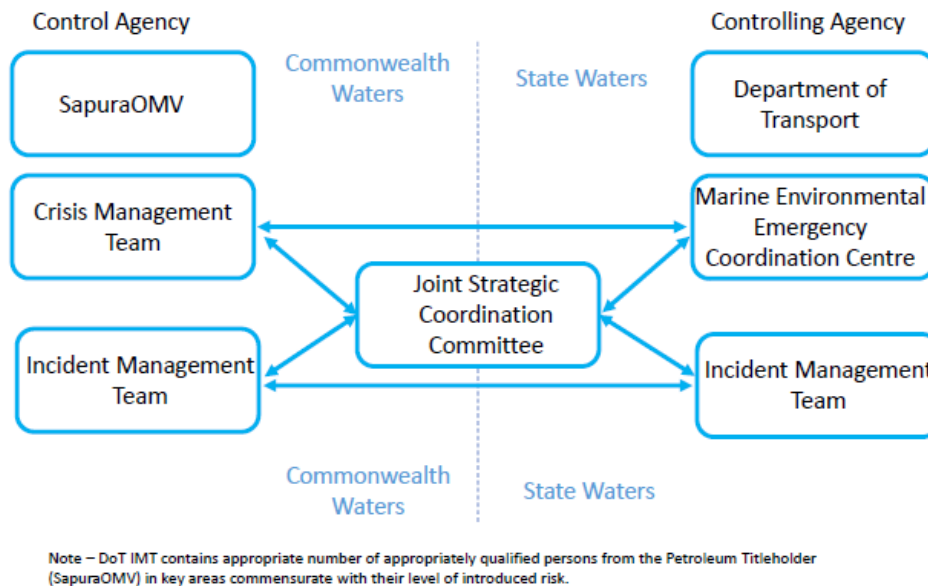 Control Agency
Controlling Agency
SapuraOMV
Commonwealth
Waters
State Waters
Department of
Transport
Crisis Management
Team
Marine Environmental
Emergency
Coordination Centre
Joint Strategic
Coordination
Committee
Incident Management
Team
Incident Management
Team
Commonwealth
Waters
State Waters
Note – DoT IMT contains appropriate number of appropriately qualified persons from the Petroleum Titleholder
(SapuraOMV) in key areas commensurate with their level of introduced risk.